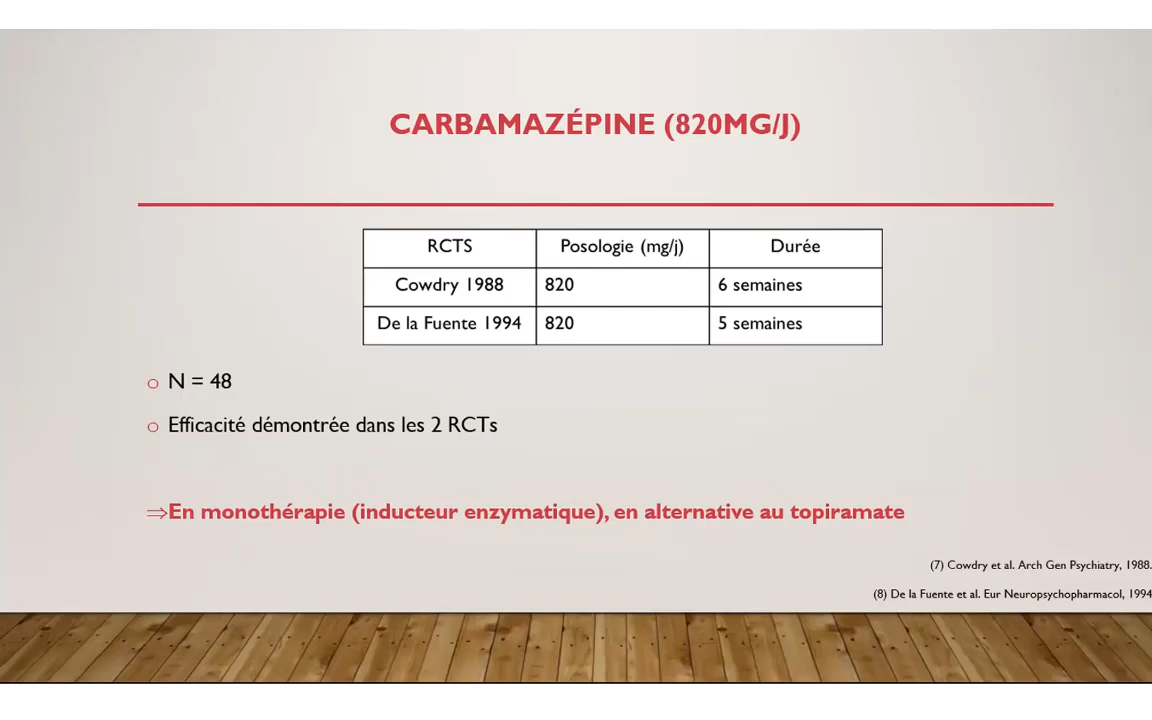 CARBAMAZÉPINE (820MG/J)
RCTS Posologie (mg/j) Durée
Cowdry 1988 820 6 semaines
De la Fuente 1994 820 5 semaines
o N = 48
o Efficacité démontrée dans les 2 RCTs
⇒En monothérapie (inducteur enzymatique), en alternative au topiramate
(7) Cowdry et al. Arch Gen Psychiatry, 1988.
(8) De la Fuente et al. Eur Neuropsychopharmacol, 1994